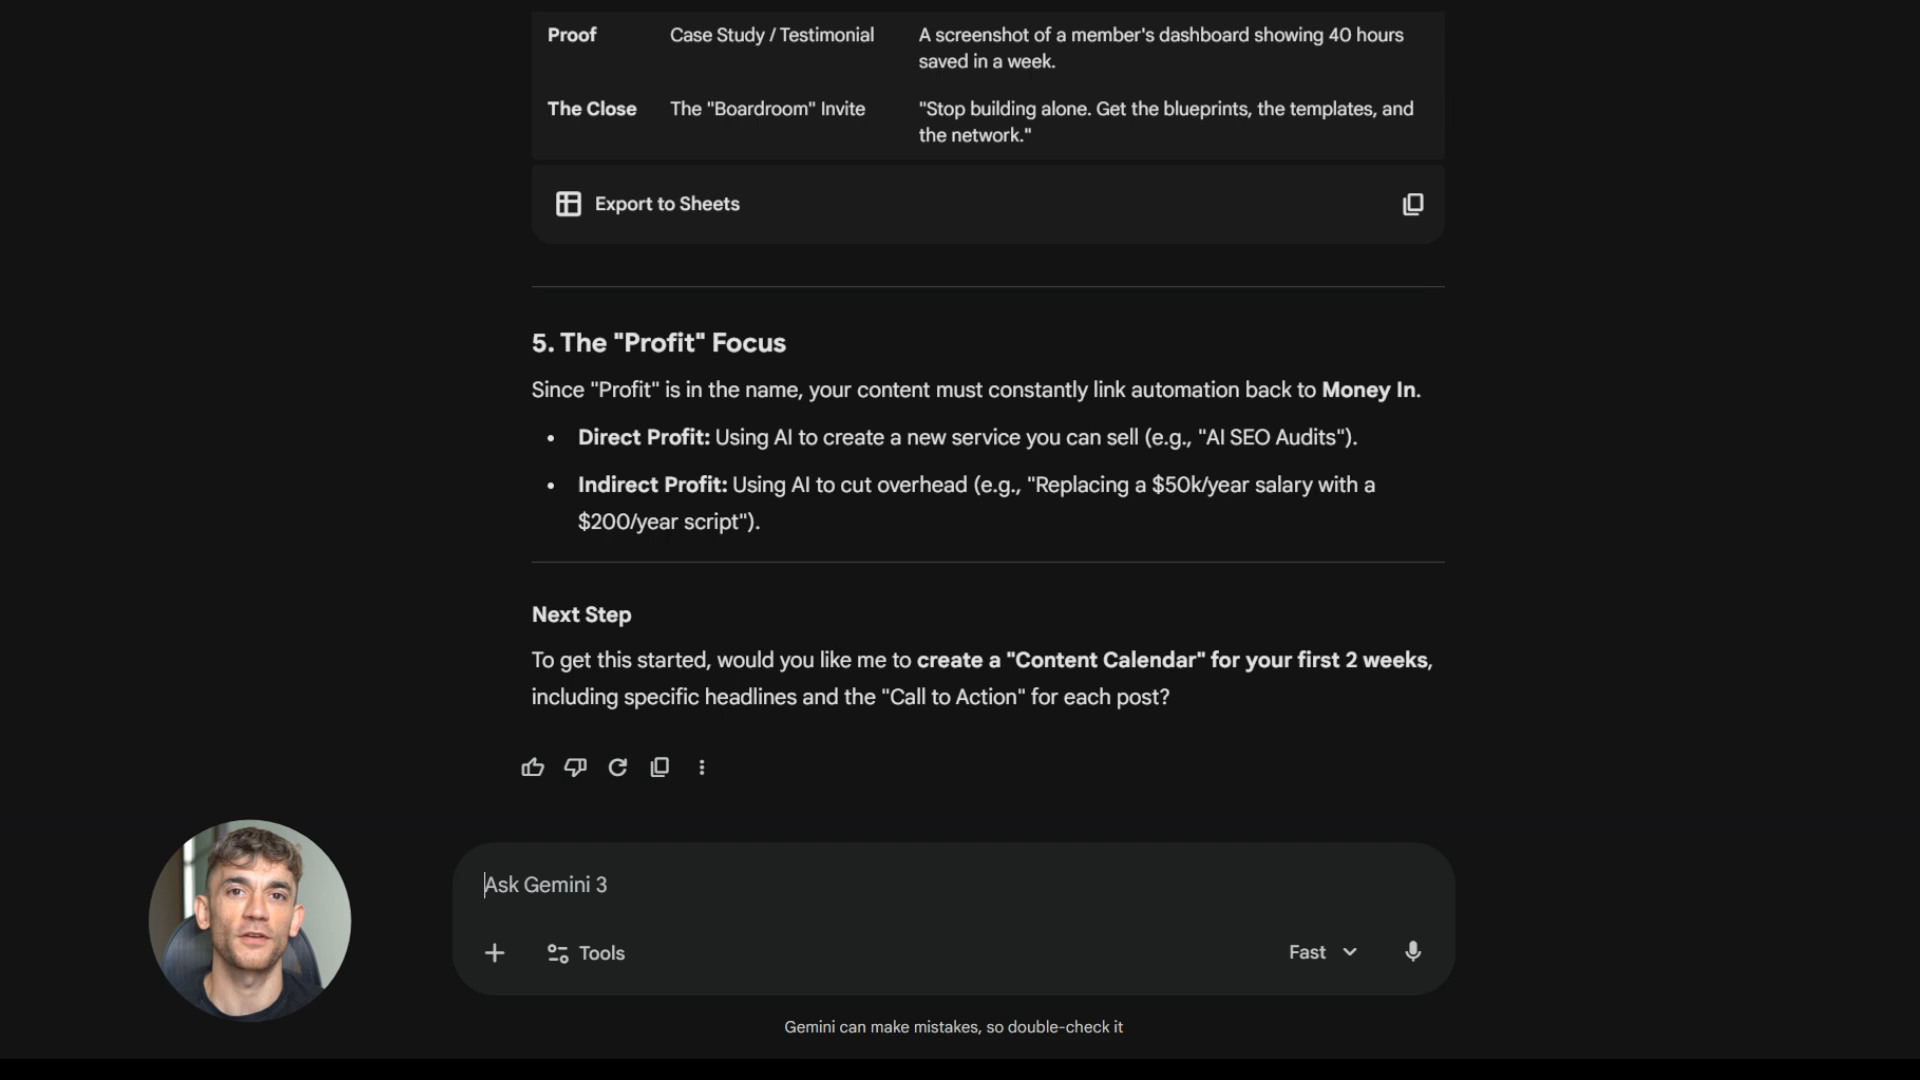 Proof Case Study / Testimonial A screenshot of a member's dashboard showing 40 hours
saved in a week.
The Close The "Boardroom" Invite "Stop building alone. Get the blueprints, the templates, and
the network."
Export to Sheets
5. The "Profit" Focus
Since "Profit" is in the name, your content must constantly link automation back to Money In.
• Direct Profit: Using AI to create a new service you can sell (e.g., "AI SEO Audits").
• Indirect Profit: Using AI to cut overhead (e.g., "Replacing a $50k/year salary with a
$200/year script").
Next Step
To get this started, would you like me to create a "Content Calendar" for your first 2 weeks,
including specific headlines and the "Call to Action" for each post?
Ask Gemini 3
Tools Fast
Gemini can make mistakes, so double-check it